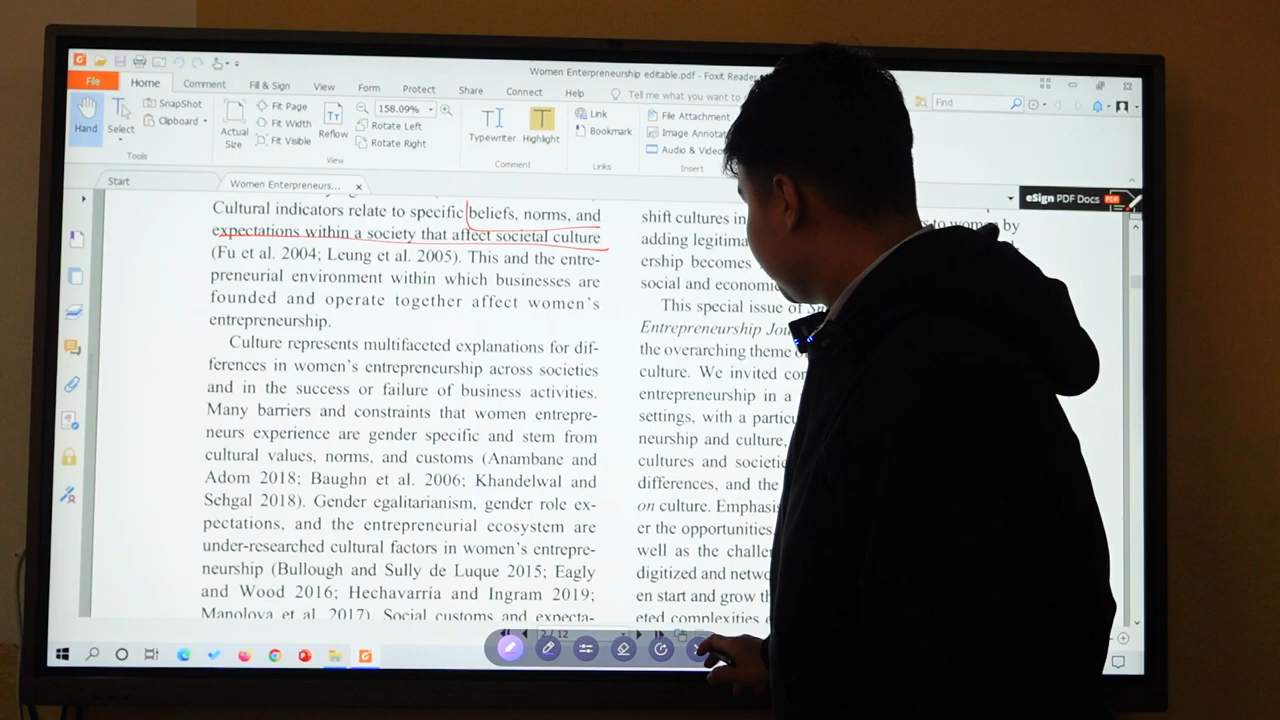 Women Enterpreneurship editable.pdf - Foxit Reader
File
Home
Comment
Fill & Sign
View
Form
Protect
Share
Connect
Help
Tell me what you want to
Find
Hand
Select
SnapShot
Clipboard
Tools
Actual Size
Fit Page
Fit Width
Fit Visible
Reflow
158.09%
Rotate Left
Rotate Right
View
Typewriter
Highlight
Comment
Link
Bookmark
Links
File Attachment
Image Annotat
Audio & Video
Insert
Start
Women Enterpreneurs...
eSign PDF Docs
Cultural indicators relate to specific beliefs, norms, and
expectations within a society that affect societal culture
(Fu et al. 2004; Leung et al. 2005). This and the entre-
preneurial environment within which businesses are
founded and operate together affect women's
entrepreneurship.
Culture represents multifaceted explanations for dif-
ferences in women's entrepreneurship across societies
and in the success or failure of business activities.
Many barriers and constraints that women entrepre-
neurs experience are gender specific and stem from
cultural values, norms, and customs (Anambane and
Adom 2018; Baughn et al. 2006; Khandelwal and
Sehgal 2018). Gender egalitarianism, gender role ex-
pectations, and the entrepreneurial ecosystem are
under-researched cultural factors in women's entrepre-
neurship (Bullough and Sully de Luque 2015; Eagly
and Wood 2016; Hechavarría and Ingram 2019;
Manolova et al. 2017). Social customs and expecta-
shift cultures in
to women by
adding legitima
ership becomes
social and economic
This special issue of
Entrepreneurship Jou
the overarching theme
culture. We invited con
entrepreneurship in a
settings, with a particu
neurship and culture,
cultures and societie
differences, and the
on culture. Emphasi
er the opportunities
well as the challen
digitized and netwo
en start and grow th
eted complexities
2 / 12